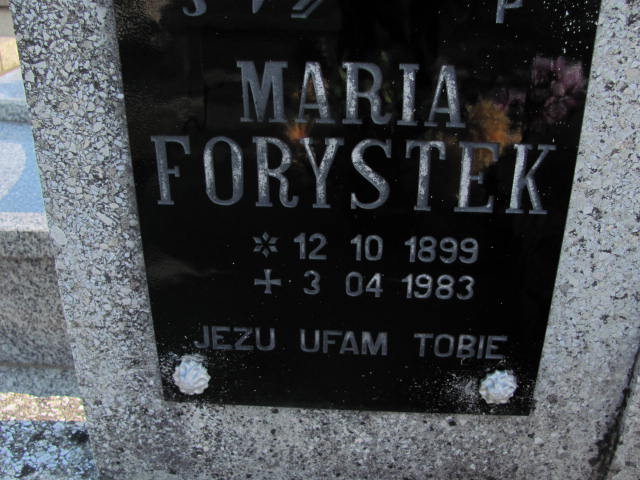 Ś P
MARIA
FORYSTEK
* 12 10 1899
+ 3 04 1983
JEZU UFAM TOBIE